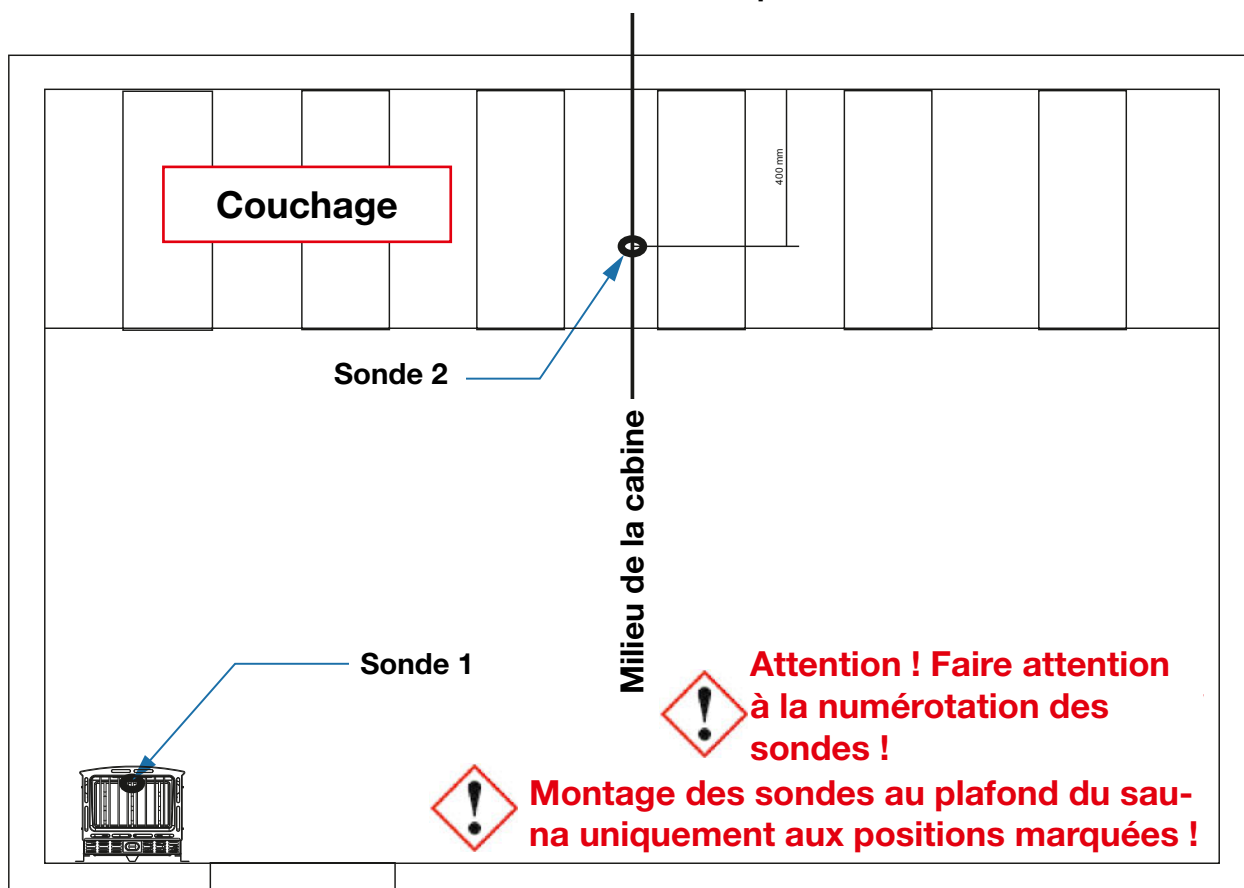 400 mm
Couchage
Sonde 2
Milieu de la cabine
Sonde 1
Attention ! Faire attention
à la numérotation des
sondes !
Montage des sondes au plafond du sau-
na uniquement aux positions marquées !